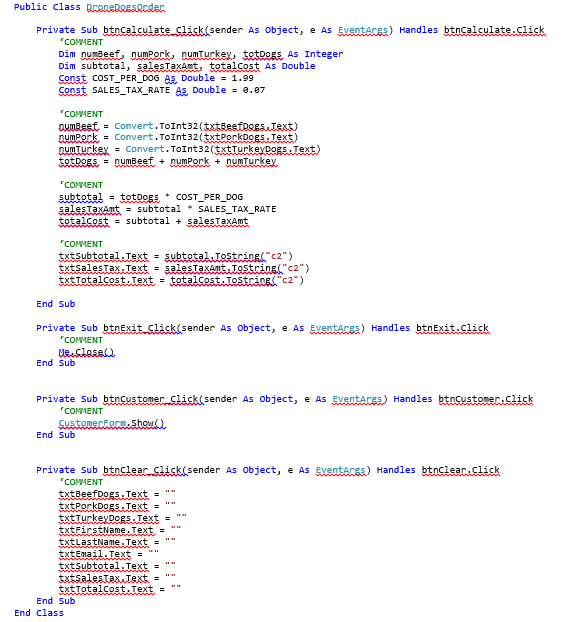 Public Class DroneDogsOrder
Private Sub btnCalculate_Click(sender As Object, e As EventArgs) Handles btnCalculate.Click
‘COMMENT
Dim numBeef, numPork, numTurkey, totDogs As Integer
Dim subtotal, salesTaxAmt, totalCost As Double
Const COST_PER_DOG As Double = 1.99
Const SALES_TAX_RATE As Double = 0.07
‘COMMENT
numBeef = Convert.ToInt32(txtBeefDogs.Text)
numPork = Convert.ToInt32(txtPorkDogs.Text)
numTurkey = Convert.ToInt32(txtTurkeyDogs.Text)
totDogs = numBeef + numPork + numTurkey
‘COMMENT
subtotal = totDogs * COST_PER_DOG
salesTaxAmt = subtotal * SALES_TAX_RATE
totalCost = subtotal + salesTaxAmt
‘COMMENT
txtSubtotal.Text = subtotal.ToString("c2")
txtSalesTax.Text = salesTaxAmt.ToString("c2")
txtTotalCost.Text = totalCost.ToString("c2")
End Sub
Private Sub btnExit_Click(sender As Object, e As EventArgs) Handles btnExit.Click
‘COMMENT
Me.Close()
End Sub
Private Sub btnCustomer_Click(sender As Object, e As EventArgs) Handles btnCustomer.Click
‘COMMENT
CustomerForm.Show()
End Sub
Private Sub btnClear_Click(sender As Object, e As EventArgs) Handles btnClear.Click
‘COMMENT
txtBeefDogs.Text = ""
txtPorkDogs.Text = ""
txtTurkeyDogs.Text = ""
txtFirstName.Text = ""
txtLastName.Text = ""
txtEmail.Text = ""
txtSubtotal.Text = ""
txtSalesTax.Text = ""
txtTotalCost.Text = ""
End Sub
End Class